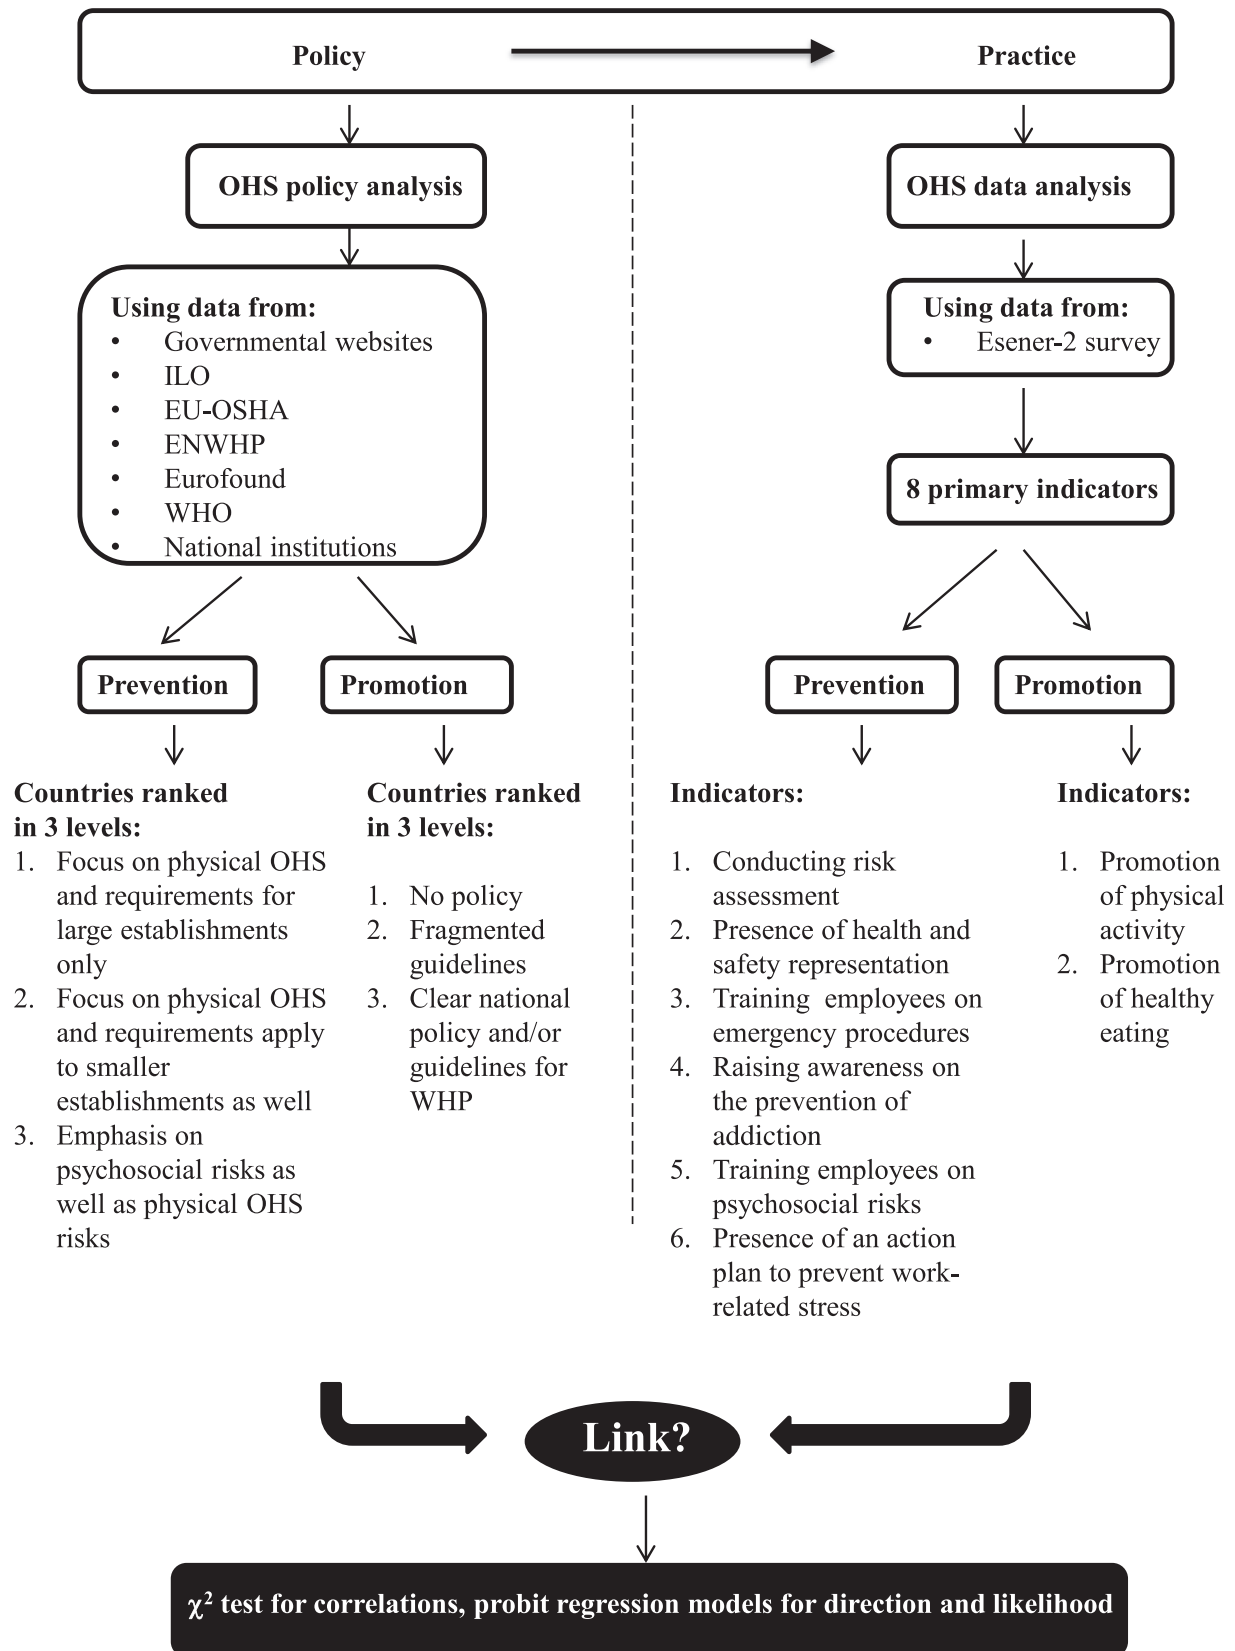 Policy
Practice
OHS policy analysis
Using data from:
• Governmental websites
• ILO
• EU-OSHA
• ENWHP
• Eurofound
• WHO
• National institutions
Prevention
Promotion
Countries ranked
in 3 levels:
1. Focus on physical OHS
and requirements for
large establishments
only
2. Focus on physical OHS
and requirements apply
to smaller
establishments as well
3. Emphasis on
psychosocial risks as
well as physical OHS
risks
Countries ranked
in 3 levels:
1. No policy
2. Fragmented
guidelines
3. Clear national
policy and/or
guidelines for
WHP
OHS data analysis
Using data from:
• Esener-2 survey
8 primary indicators
Prevention
Promotion
Indicators:
1. Conducting risk
assessment
2. Presence of health and
safety representation
3. Training employees on
emergency procedures
4. Raising awareness on
the prevention of
addiction
5. Training employees on
psychosocial risks
6. Presence of an action
plan to prevent work-
related stress
Indicators:
1. Promotion
of physical
activity
2. Promotion
of healthy
eating
Link?
χ² test for correlations, probit regression models for direction and likelihood